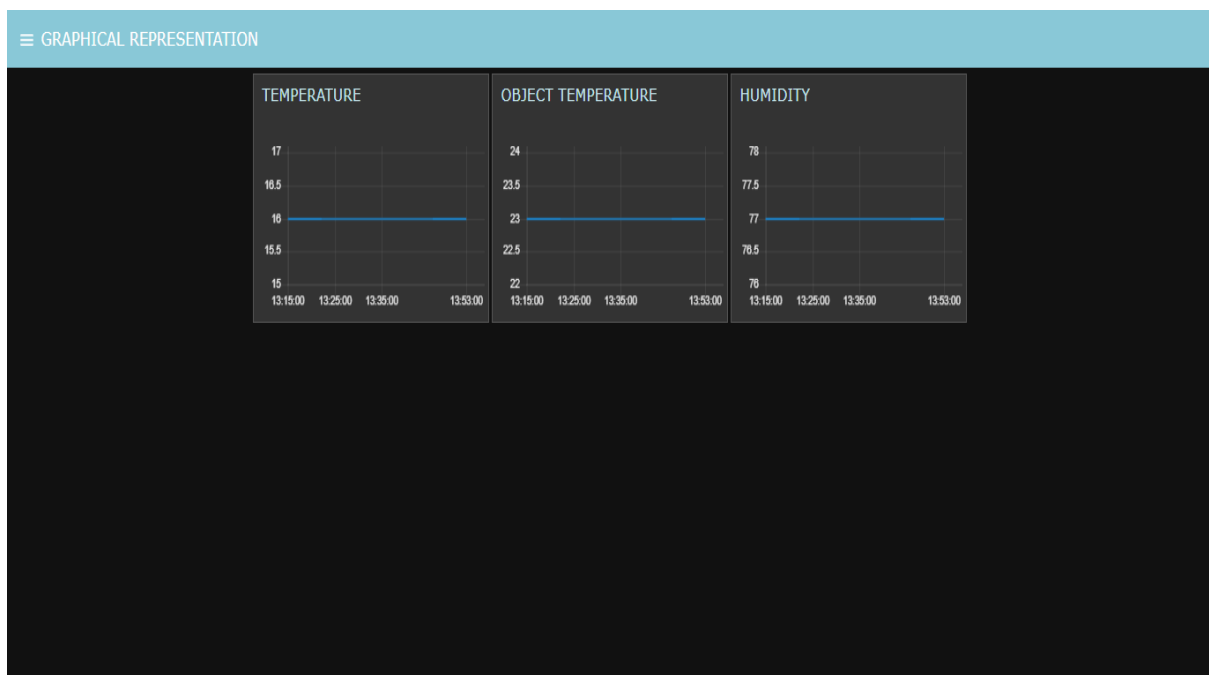 ≡ GRAPHICAL REPRESENTATION
TEMPERATURE
17
16.5
16
15.5
15
13:15:00 13:25:00 13:35:00 13:53:00
OBJECT TEMPERATURE
24
23.5
23
22.5
22
13:15:00 13:25:00 13:35:00 13:53:00
HUMIDITY
78
77.5
77
76.5
76
13:15:00 13:25:00 13:35:00 13:53:00